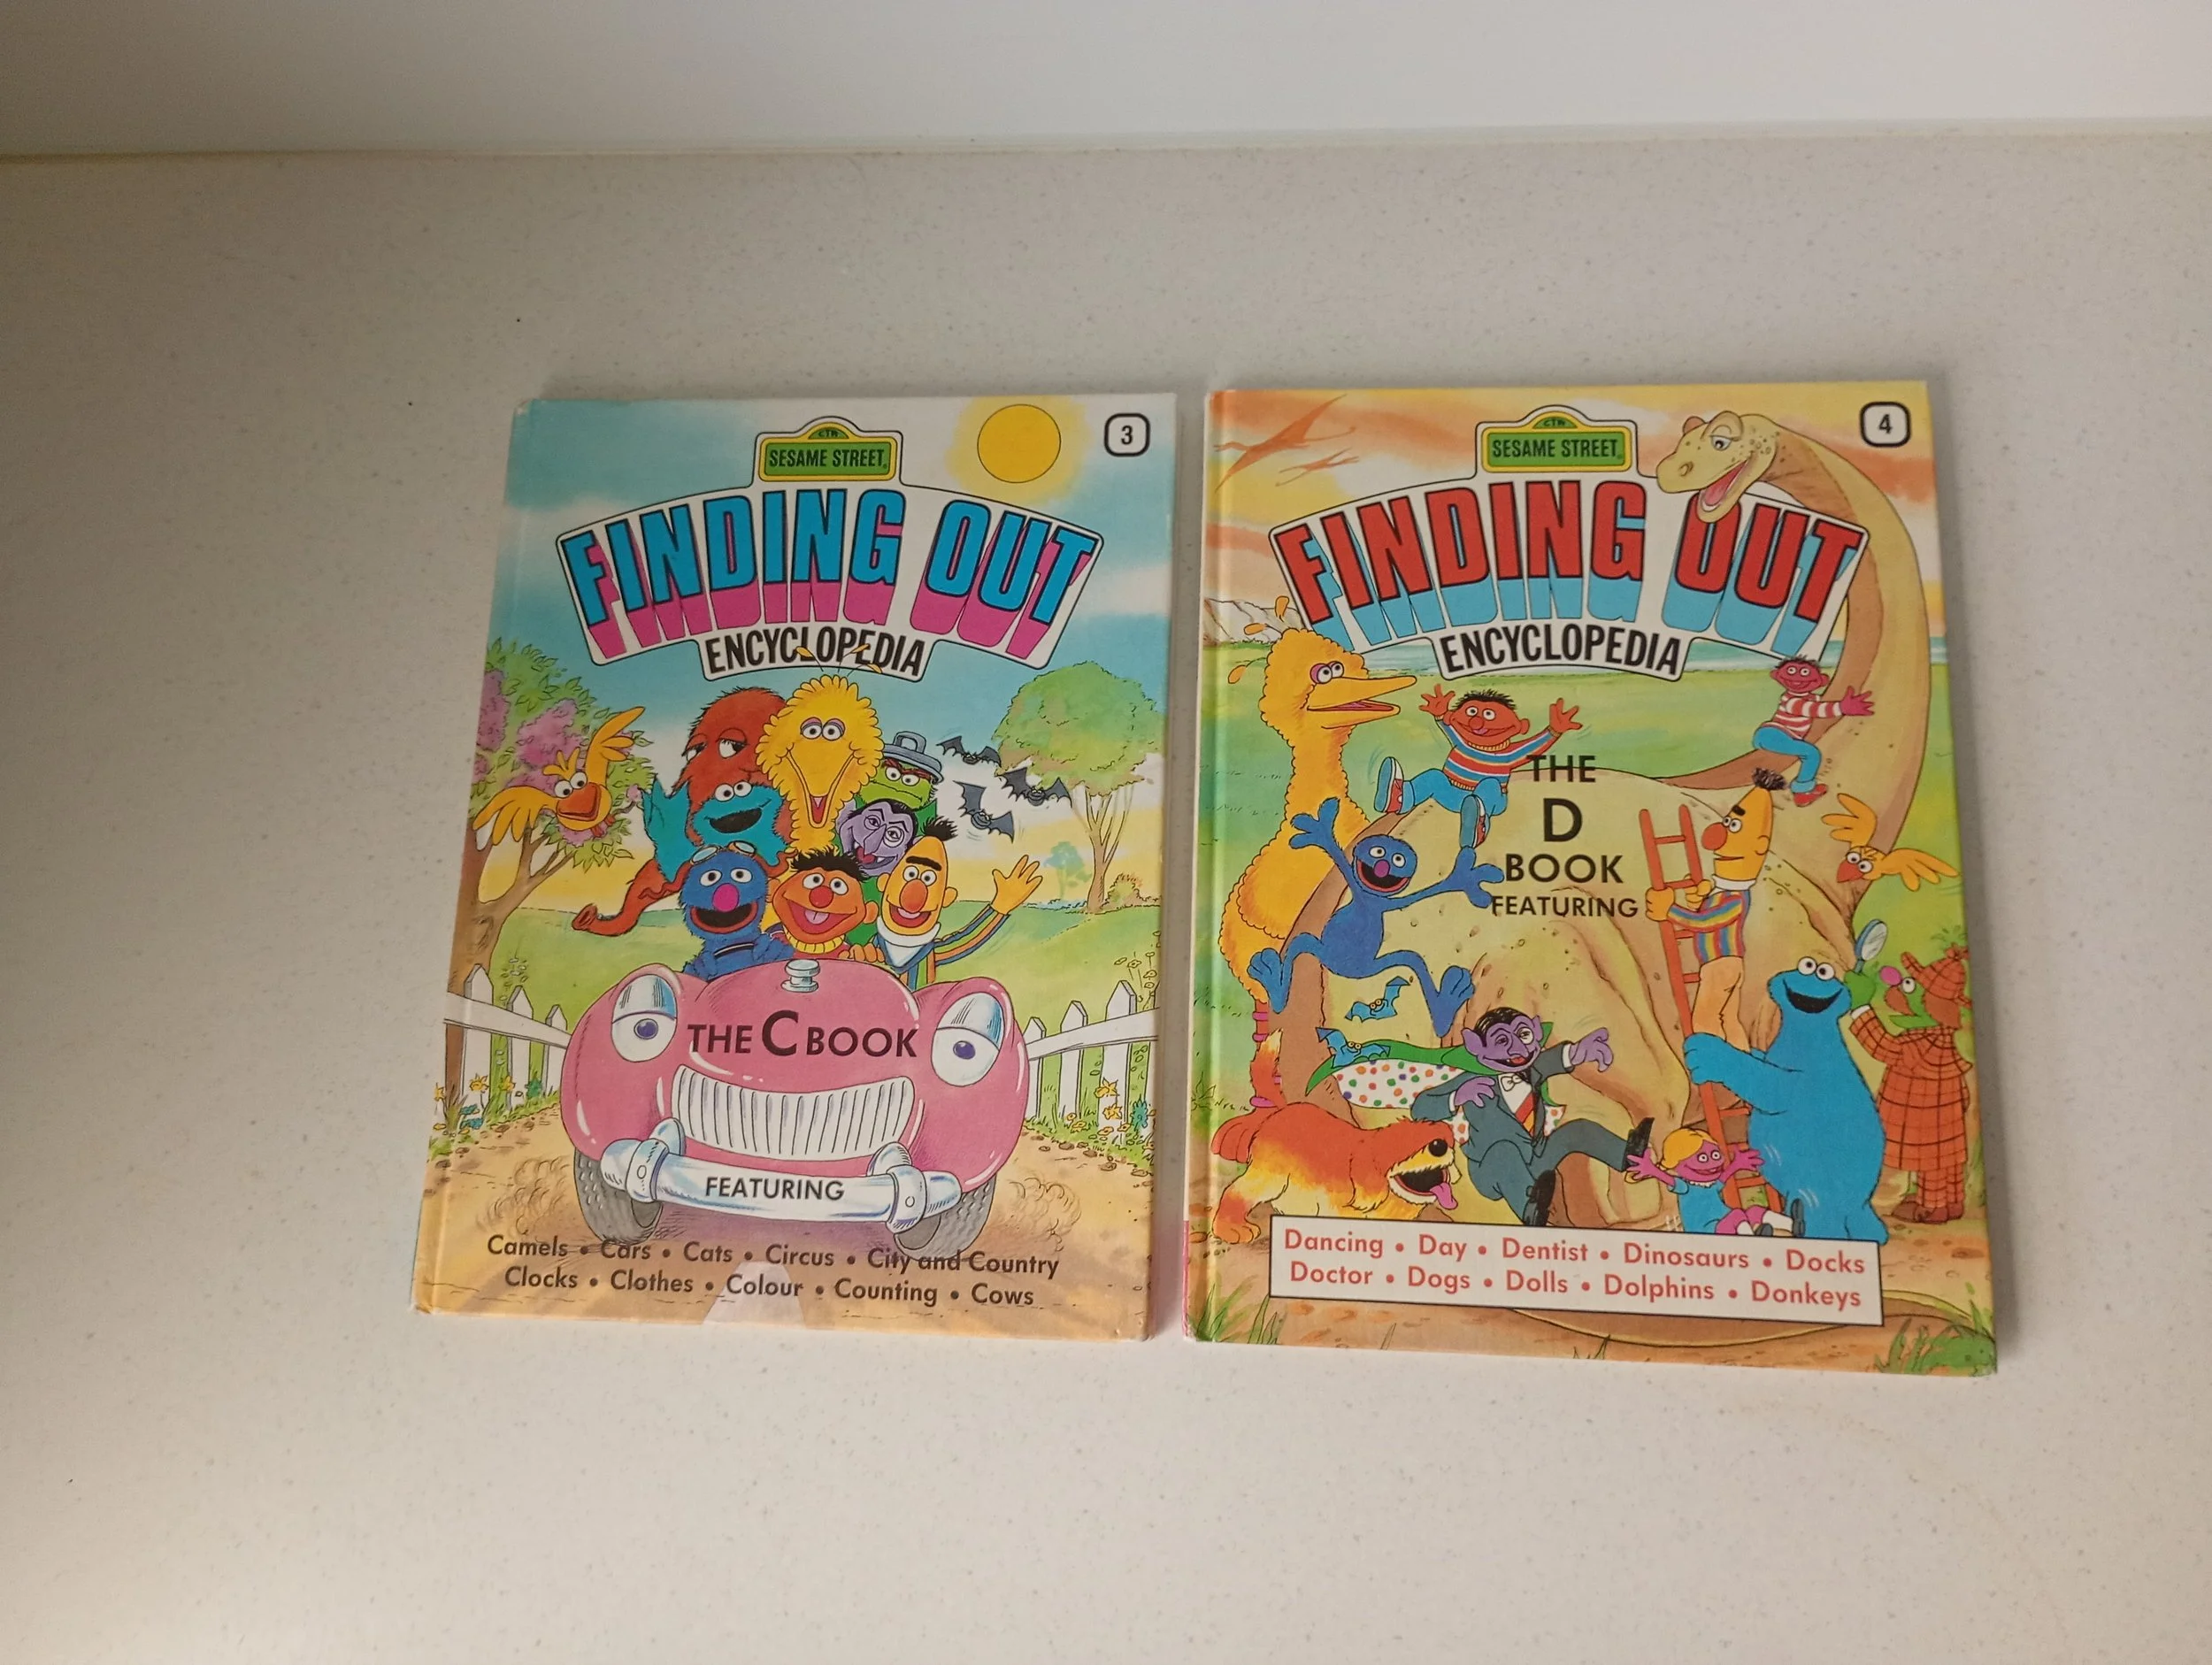 CTW
SESAME STREET
3
FINDING OUT
ENCYCLOPEDIA
THE C BOOK
FEATURING
Camels • Cars • Cats • Circus • City and Country
Clocks • Clothes • Colour • Counting • Cows
CTW
SESAME STREET
4
FINDING OUT
ENCYCLOPEDIA
THE
D
BOOK
FEATURING
Dancing • Day • Dentist • Dinosaurs • Docks
Doctor • Dogs • Dolls • Dolphins • Donkeys